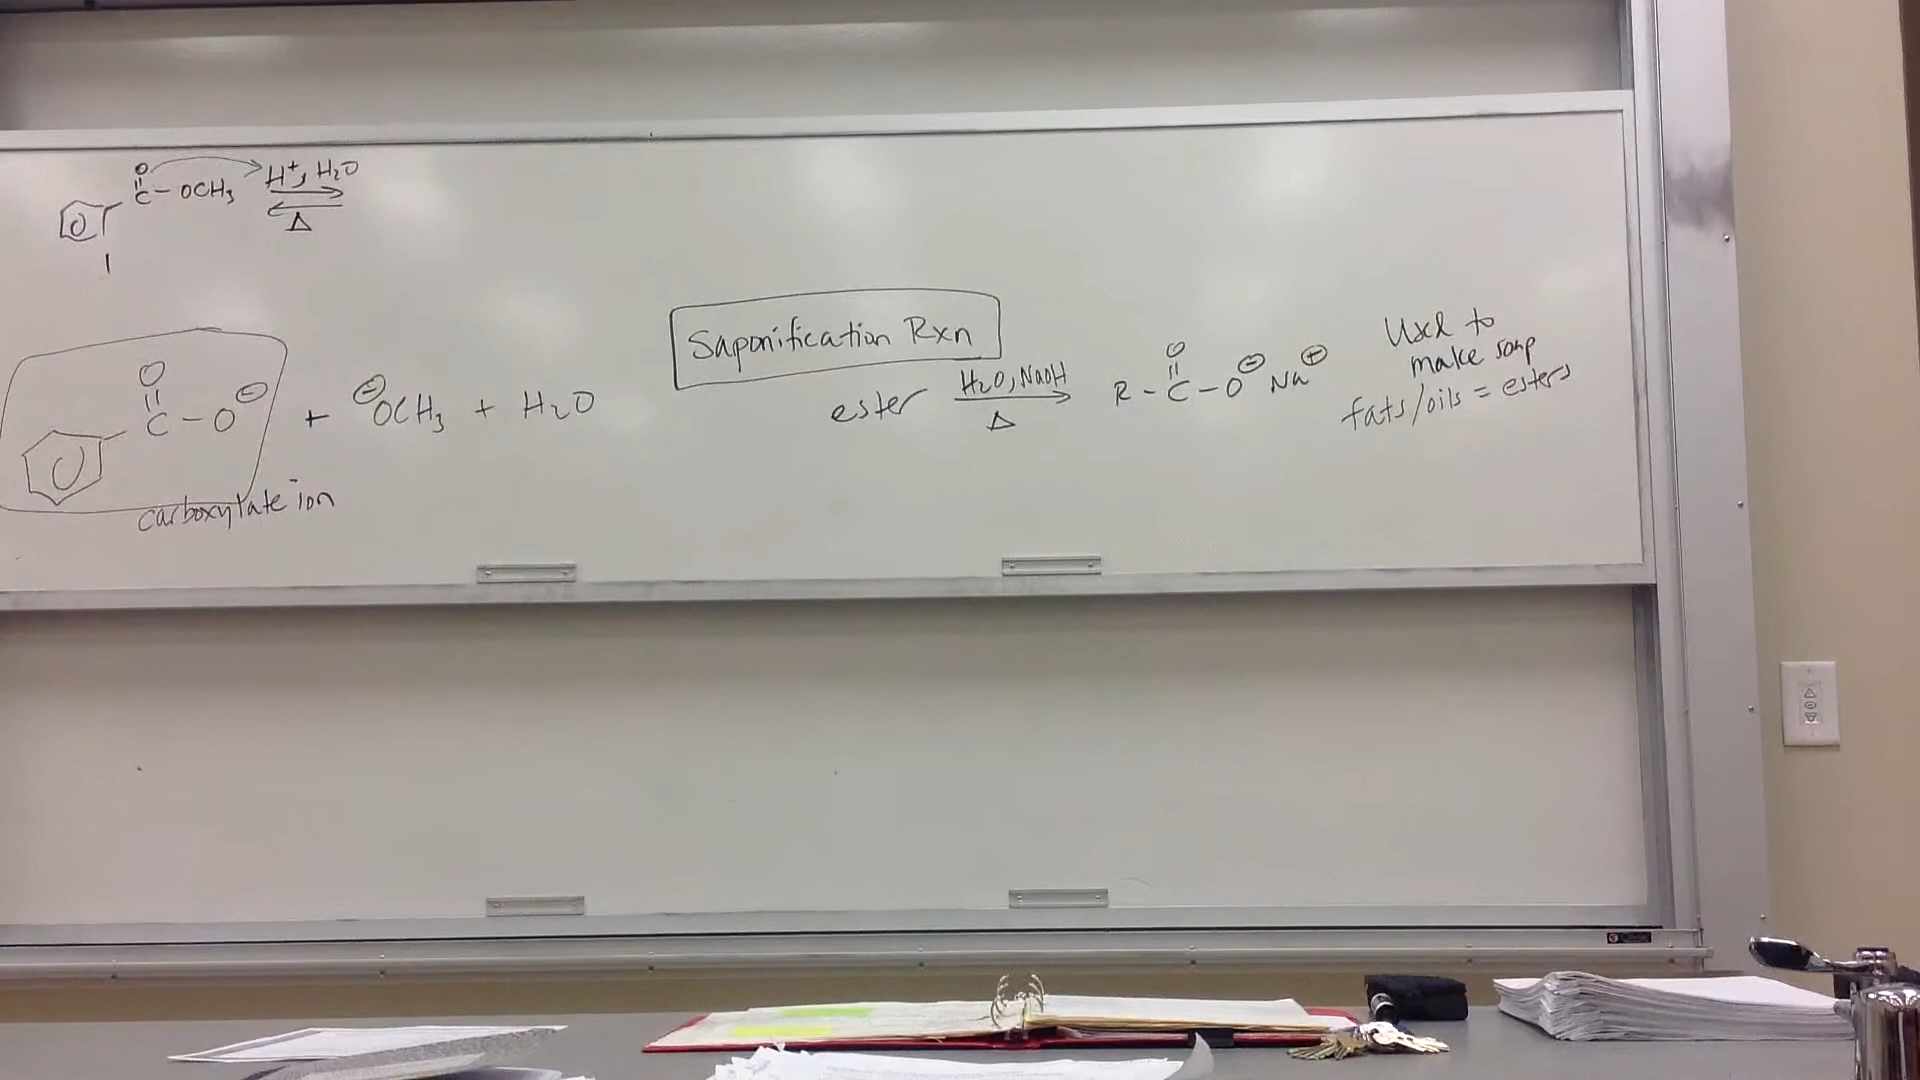 O
C - OCH3 H+, H2O
Δ
O
C - O⊖ + ⊖OCH3 + H2O
carboxylate ion
Saponification Rxn
ester H2O, NaOH R - C - O⊖ Na⊕
O
Δ
Used to
make soap
fats/oils = esters